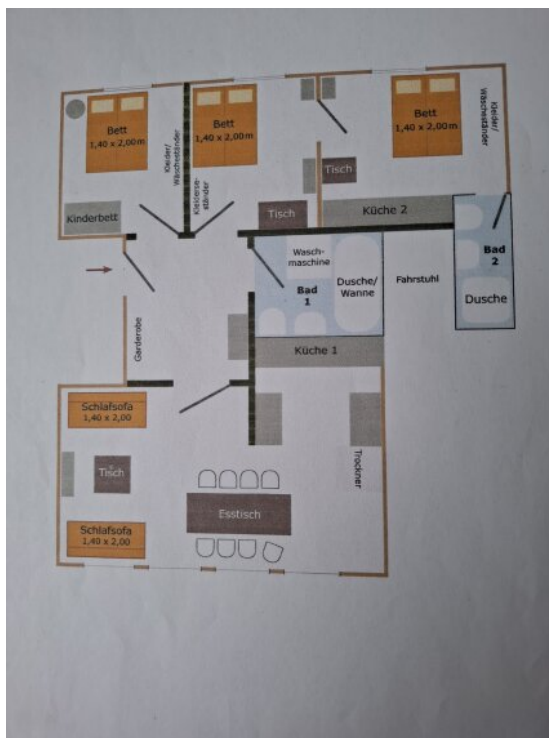 Bett
1,40 x 2,00m
Kleider/
Wäscheständer
Bett
1,40 x 2,00m
Bett
1,40 x 2,00m
Kleider/
Wäscheständer
Kinderbett
Tisch
Tisch
Küche 2
Wasch-
maschine
Bad
1
Dusche/
Wanne
Fahrstuhl
Bad
2
Dusche
Garderobe
Küche 1
Schlafsofa
1,40 x 2,00
Tisch
Trockner
Esstisch
Schlafsofa
1,40 x 2,00